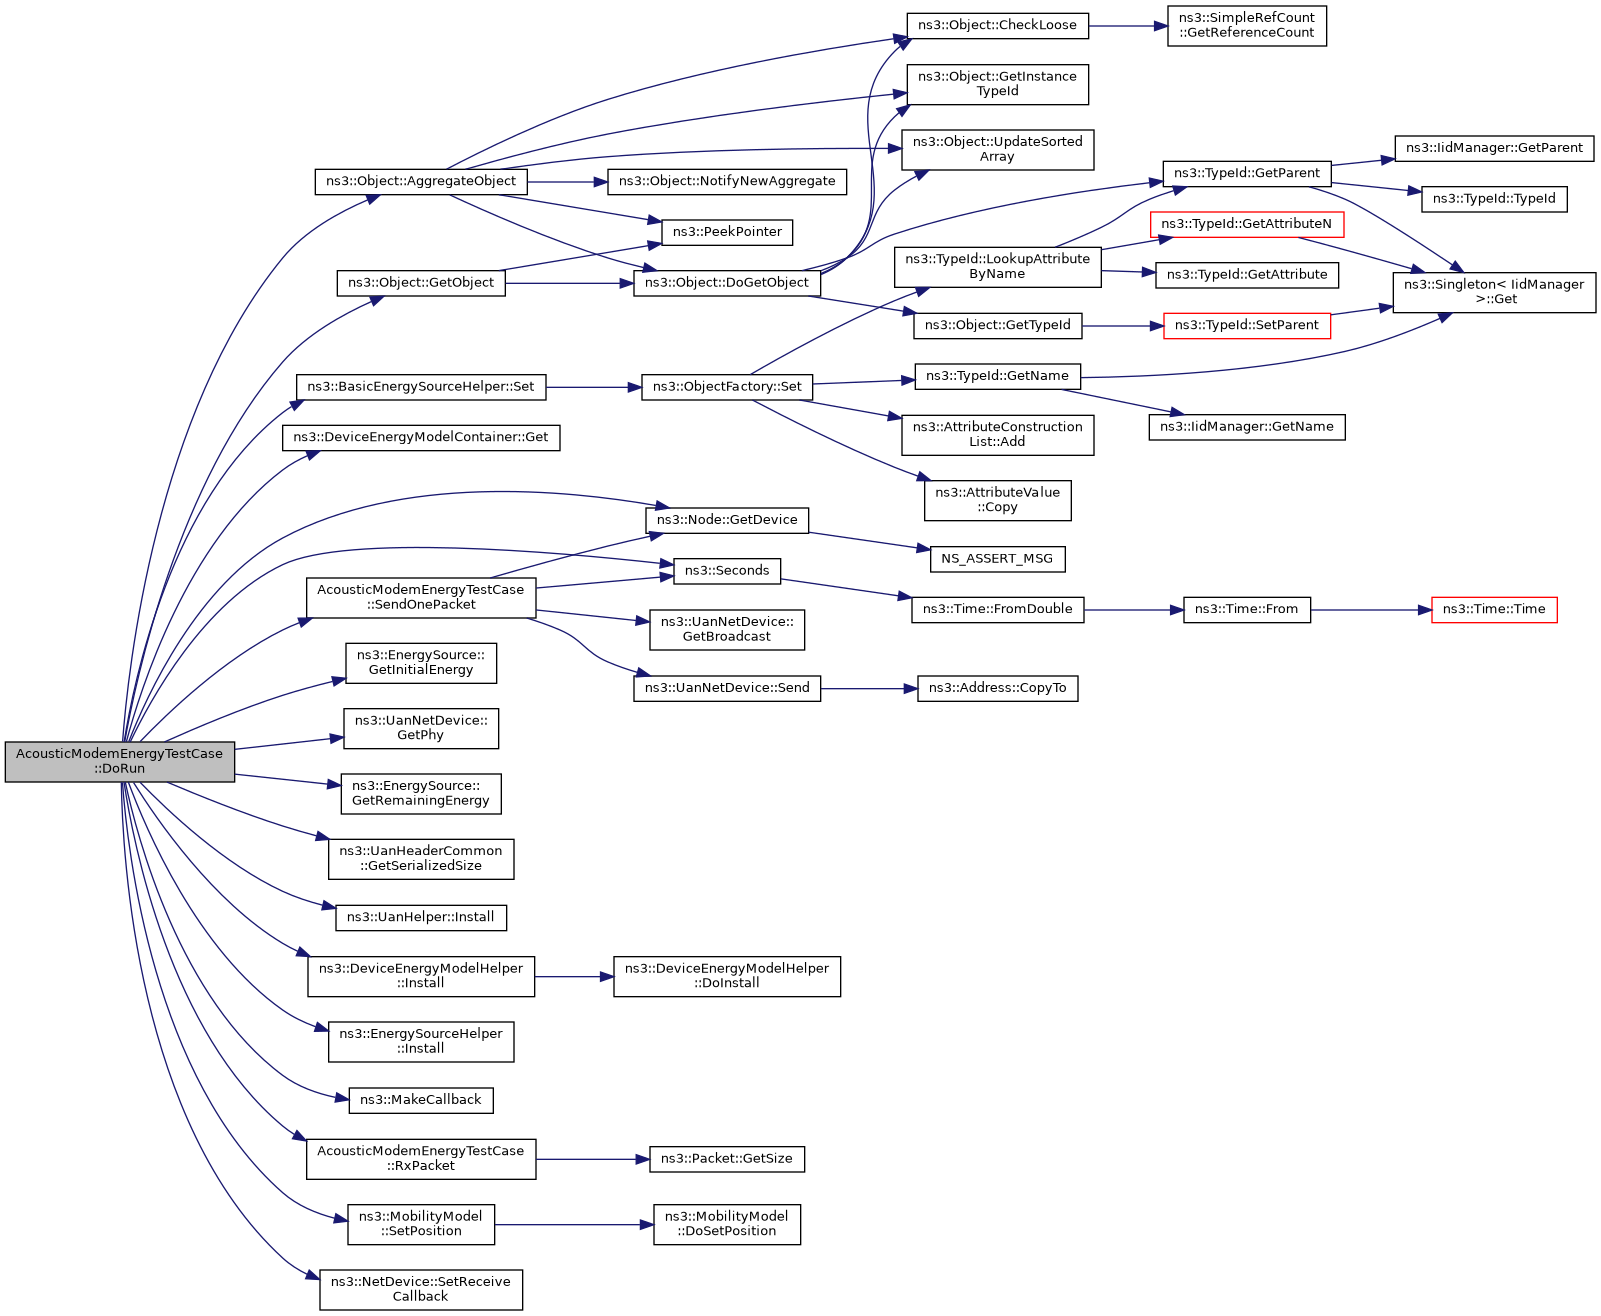 ns3::Object::CheckLoose
ns3::SimpleRefCount
::GetReferenceCount
ns3::Object::GetInstance
TypeId
ns3::Object::UpdateSorted
Array
ns3::IidManager::GetParent
ns3::TypeId::GetParent
ns3::Object::AggregateObject
ns3::Object::NotifyNewAggregate
ns3::TypeId::TypeId
ns3::TypeId::GetAttributeN
ns3::PeekPointer
ns3::TypeId::LookupAttribute
ByName
ns3::TypeId::GetAttribute
ns3::Object::GetObject
ns3::Object::DoGetObject
ns3::Singleton< IidManager
>::Get
ns3::Object::GetTypeId
ns3::TypeId::SetParent
ns3::BasicEnergySourceHelper::Set
ns3::ObjectFactory::Set
ns3::TypeId::GetName
ns3::DeviceEnergyModelContainer::Get
ns3::AttributeConstruction
List::Add
ns3::IidManager::GetName
ns3::AttributeValue
::Copy
ns3::Node::GetDevice
NS_ASSERT_MSG
ns3::Seconds
AcousticModemEnergyTestCase
::SendOnePacket
ns3::Time::FromDouble
ns3::Time::From
ns3::Time::Time
ns3::UanNetDevice::
GetBroadcast
ns3::EnergySource::
GetInitialEnergy
ns3::UanNetDevice::Send
ns3::Address::CopyTo
ns3::UanNetDevice::
GetPhy
AcousticModemEnergyTestCase
::DoRun
ns3::EnergySource::
GetRemainingEnergy
ns3::UanHeaderCommon
::GetSerializedSize
ns3::UanHelper::Install
ns3::DeviceEnergyModelHelper
::Install
ns3::DeviceEnergyModelHelper
::DoInstall
ns3::EnergySourceHelper
::Install
ns3::MakeCallback
AcousticModemEnergyTestCase
::RxPacket
ns3::Packet::GetSize
ns3::MobilityModel
::SetPosition
ns3::MobilityModel
::DoSetPosition
ns3::NetDevice::SetReceive
Callback